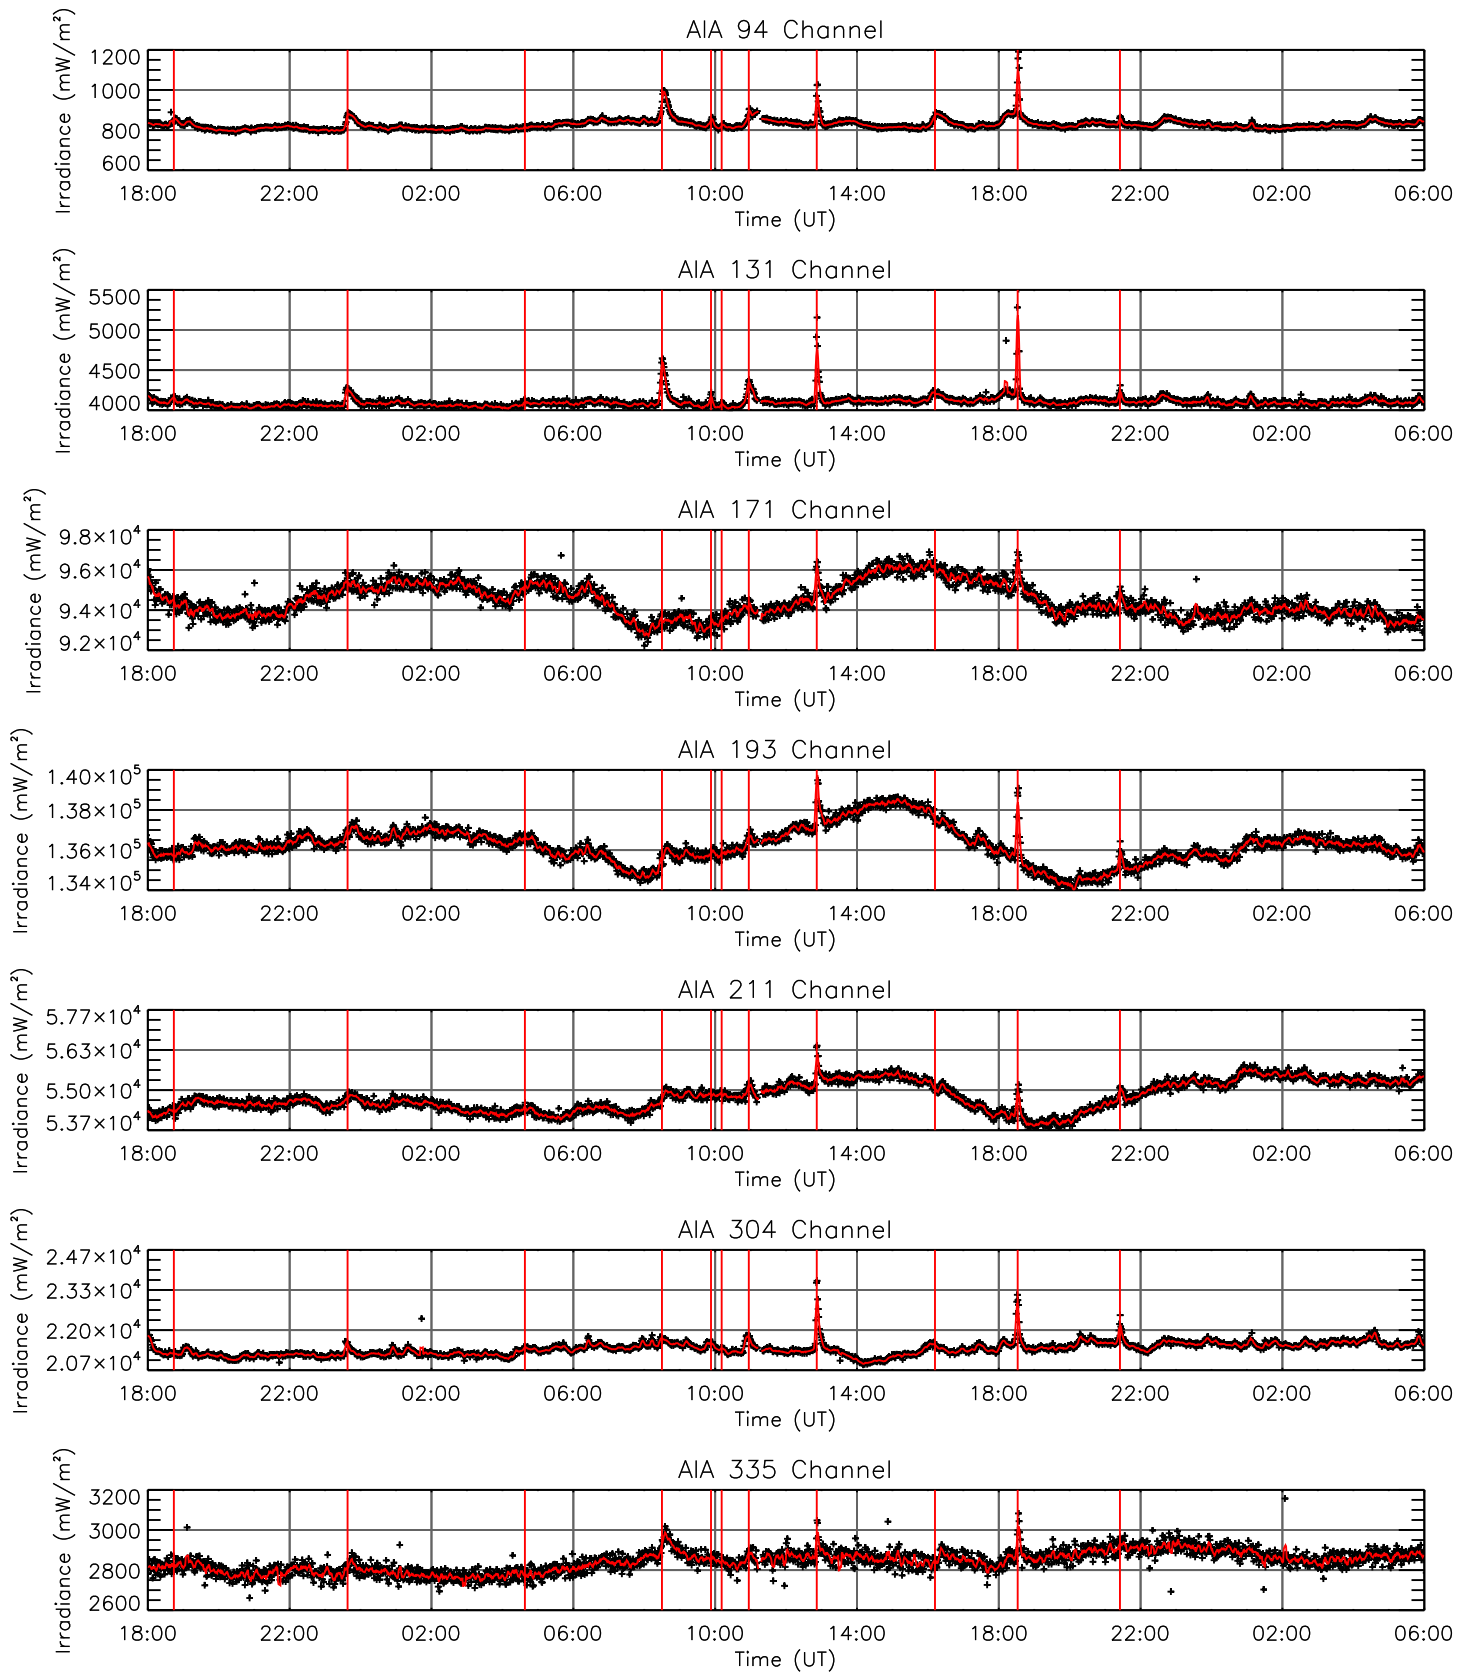 AIA 94 Channel
Irradiance (mW/m²)
1200
1000
800
600
18:00 22:00 02:00 06:00 10:00 14:00 18:00 22:00 02:00 06:00
Time (UT)
AIA 131 Channel
Irradiance (mW/m²)
5500
5000
4500
4000
18:00 22:00 02:00 06:00 10:00 14:00 18:00 22:00 02:00 06:00
Time (UT)
AIA 171 Channel
Irradiance (mW/m²)
9.8×10⁴
9.6×10⁴
9.4×10⁴
9.2×10⁴
18:00 22:00 02:00 06:00 10:00 14:00 18:00 22:00 02:00 06:00
Time (UT)
AIA 193 Channel
Irradiance (mW/m²)
1.40×10⁵
1.38×10⁵
1.36×10⁵
1.34×10⁵
18:00 22:00 02:00 06:00 10:00 14:00 18:00 22:00 02:00 06:00
Time (UT)
AIA 211 Channel
Irradiance (mW/m²)
5.77×10⁴
5.63×10⁴
5.50×10⁴
5.37×10⁴
18:00 22:00 02:00 06:00 10:00 14:00 18:00 22:00 02:00 06:00
Time (UT)
AIA 304 Channel
Irradiance (mW/m²)
2.47×10⁴
2.33×10⁴
2.20×10⁴
2.07×10⁴
18:00 22:00 02:00 06:00 10:00 14:00 18:00 22:00 02:00 06:00
Time (UT)
AIA 335 Channel
Irradiance (mW/m²)
3200
3000
2800
2600
18:00 22:00 02:00 06:00 10:00 14:00 18:00 22:00 02:00 06:00
Time (UT)